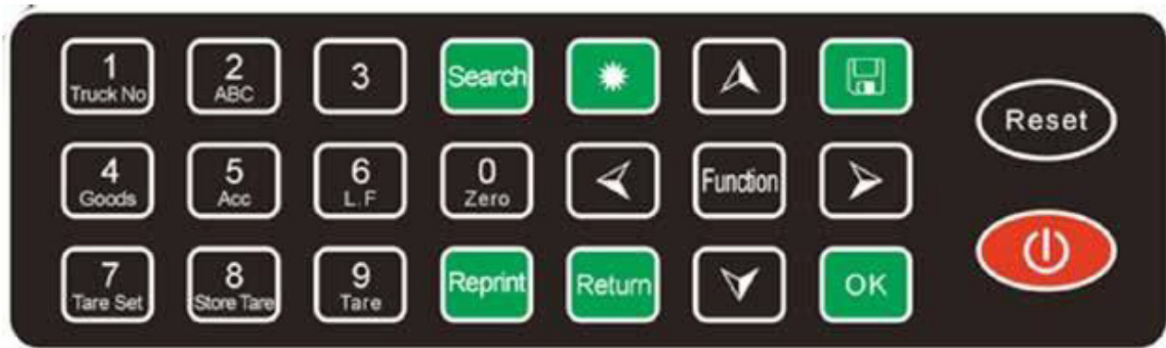 1
Truck No
2
ABC
3
Search
Reset
4
Goods
5
Acc
6
L.F
0
Zero
Function
7
Tare Set
8
Store Tare
9
Tare
Reprint
Return
OK